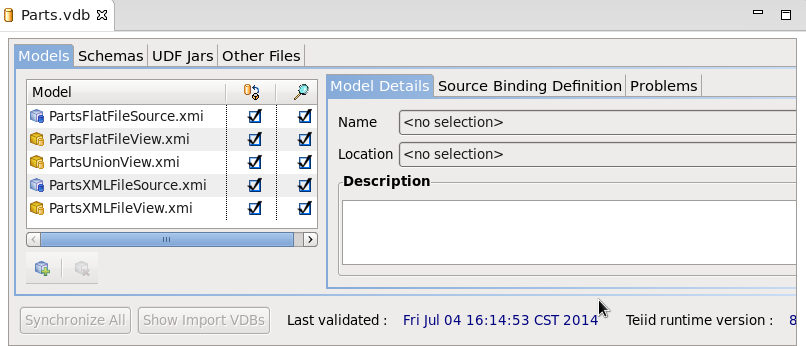 Parts.vdb
Models Schemas UDF Jars Other Files
Model
PartsFlatFileSource.xmi
PartsFlatFileView.xmi
PartsUnionView.xmi
PartsXMLFileSource.xmi
PartsXMLFileView.xmi
Model Details Source Binding Definition Problems
Name <no selection>
Location <no selection>
Description
Synchronize All Show Import VDBs Last validated : Fri Jul 04 16:14:53 CST 2014 Teiid runtime version : 8